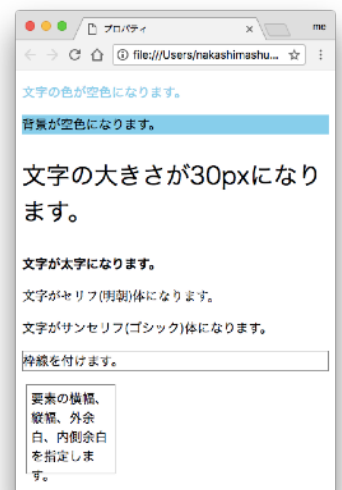 プロパティ
me
file:///Users/nakashimashu...
文字の色が空色になります。
背景が空色になります。
文字の大きさが30pxになり
ます。
文字が太字になります。
文字がセリフ(明朝)体になります。
文字がサンセリフ(ゴシック)体になります。
枠線を付けます。
要素の横幅、
縦幅、外余
白、内側余白
を指定しま
す。